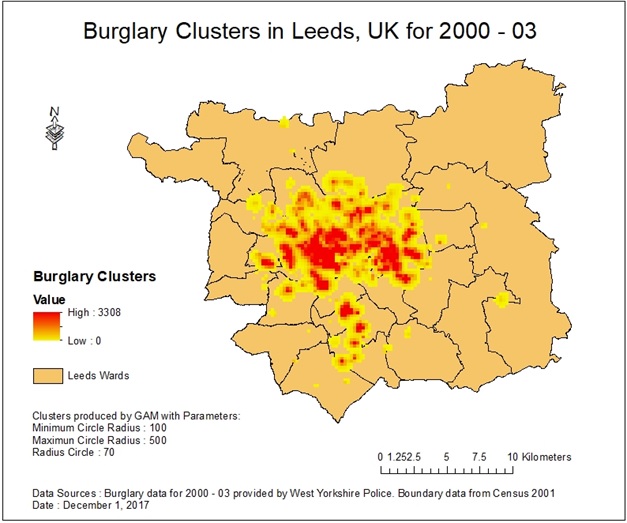 Burglary Clusters in Leeds, UK for 2000 - 03
N
Burglary Clusters
Value
High : 3308
Low : 0
Leeds Wards
Clusters produced by GAM with Parameters:
Minimum Circle Radius : 100
Maximun Circle Radius : 500
Radius Circle : 70
0 1.252.5 5 7.5 10 Kilometers
Data Sources : Burglary data for 2000 - 03 provided by West Yorkshire Police. Boundary data from Census 2001
Date : December 1, 2017